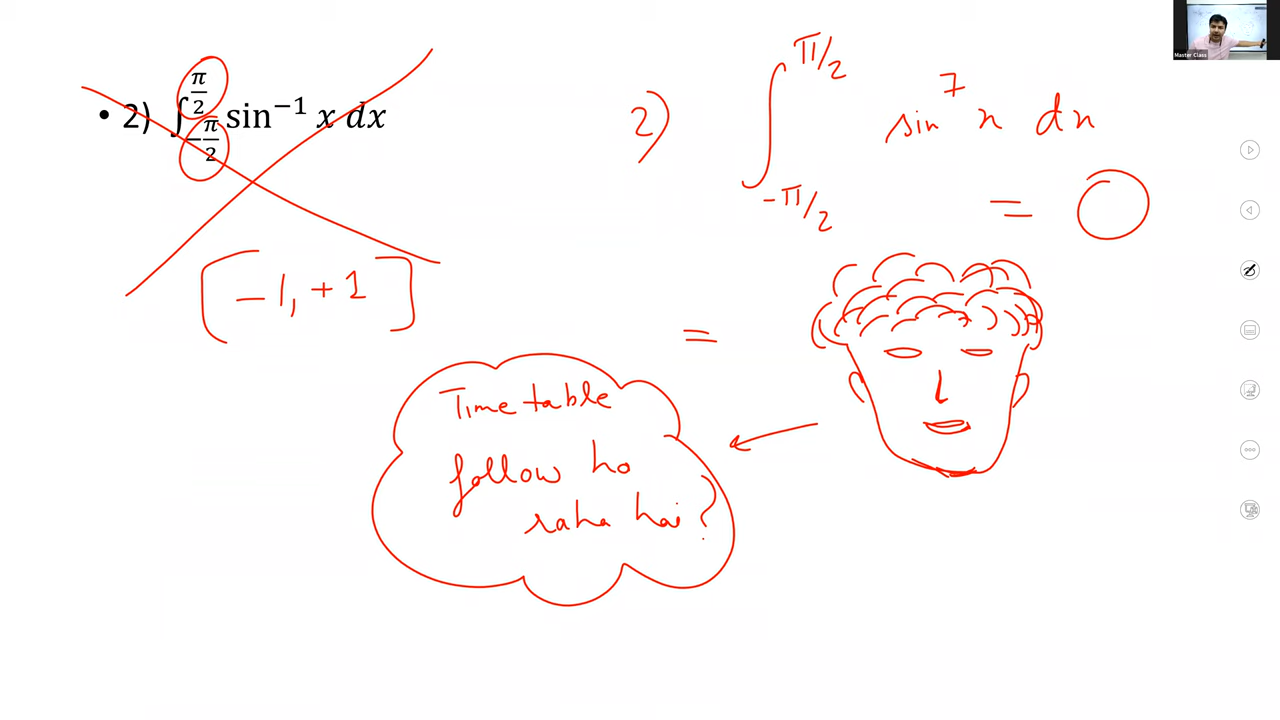 • 2) ∫_{-π/2}^{π/2} sin⁻¹ x dx
[-1, +1]
2) ∫_{-π/2}^{π/2} sin⁷ x dx
= 0
=
Time table
follow ho
raha hai?
Master Class